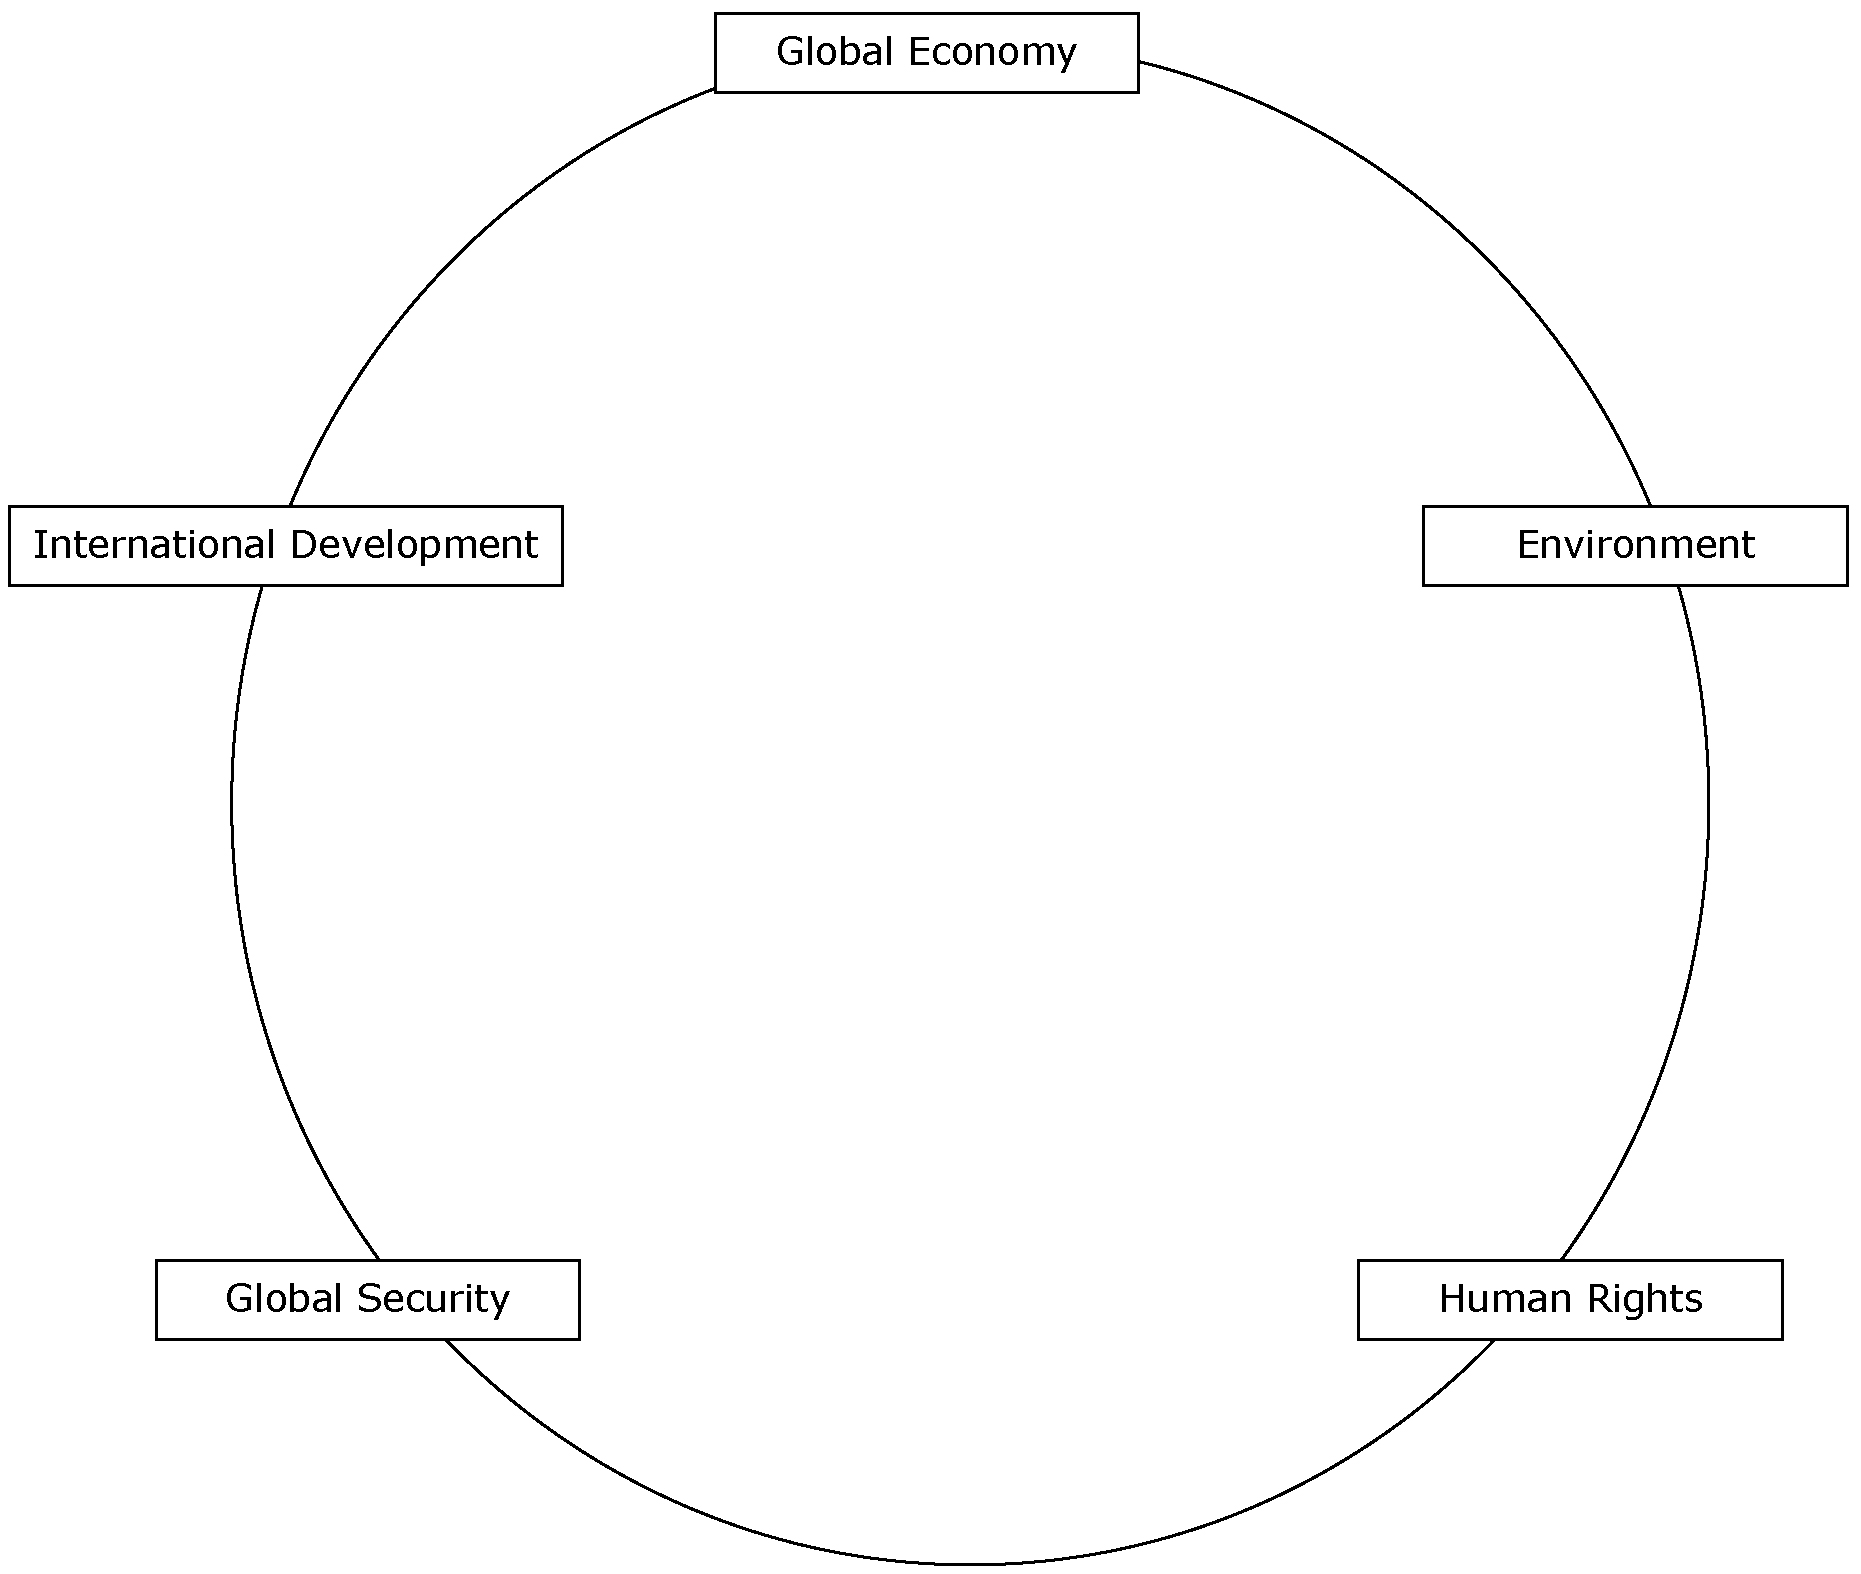 Global Economy
International Development
Environment
Global Security
Human Rights